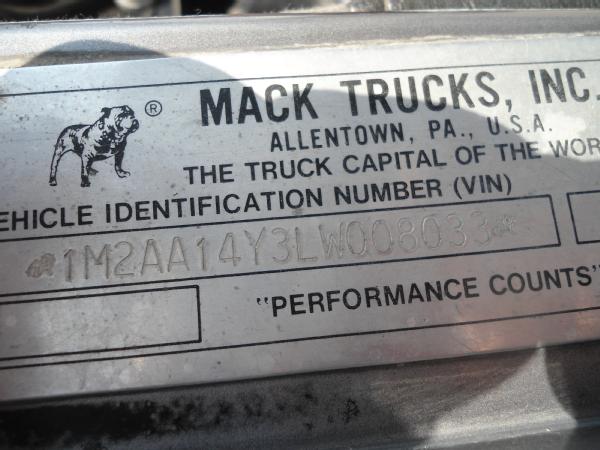 ® MACK TRUCKS, INC.
ALLENTOWN, PA., U.S.A.
THE TRUCK CAPITAL OF THE WOR
EHICLE IDENTIFICATION NUMBER (VIN)
1M2AA14Y3LW008033
"PERFORMANCE COUNTS"